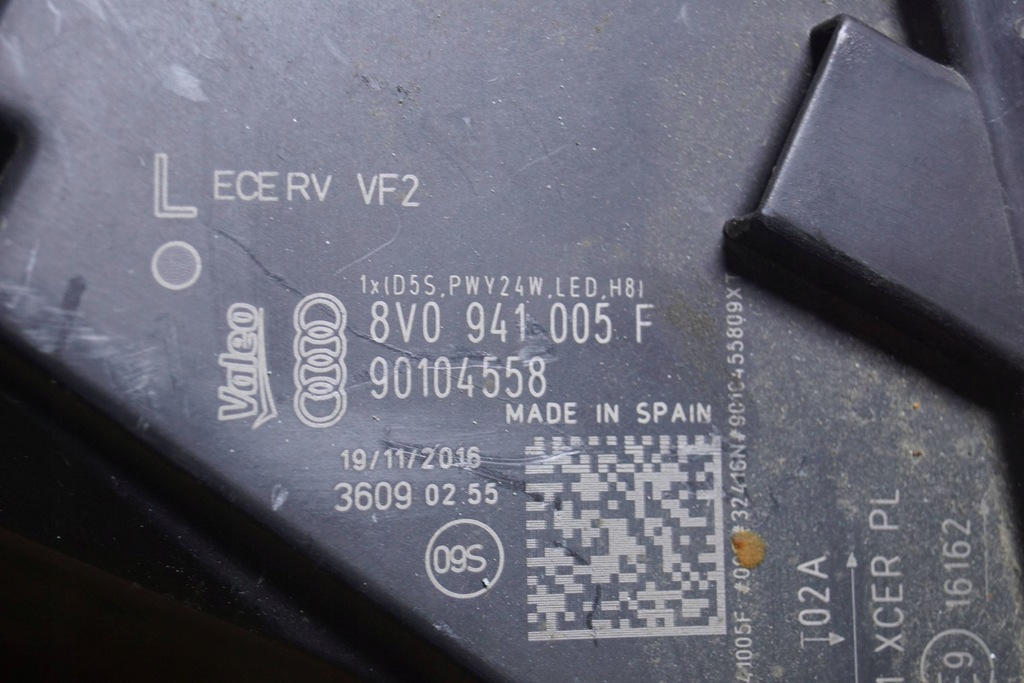 L ECE RV VF2
1x(D5S,PWY24W,LED,H8)
Valeo
8V0 941 005 F
90104558
MADE IN SPAIN
19/11/2016
3609 02 55
09S
T02A
XCER PL
16162